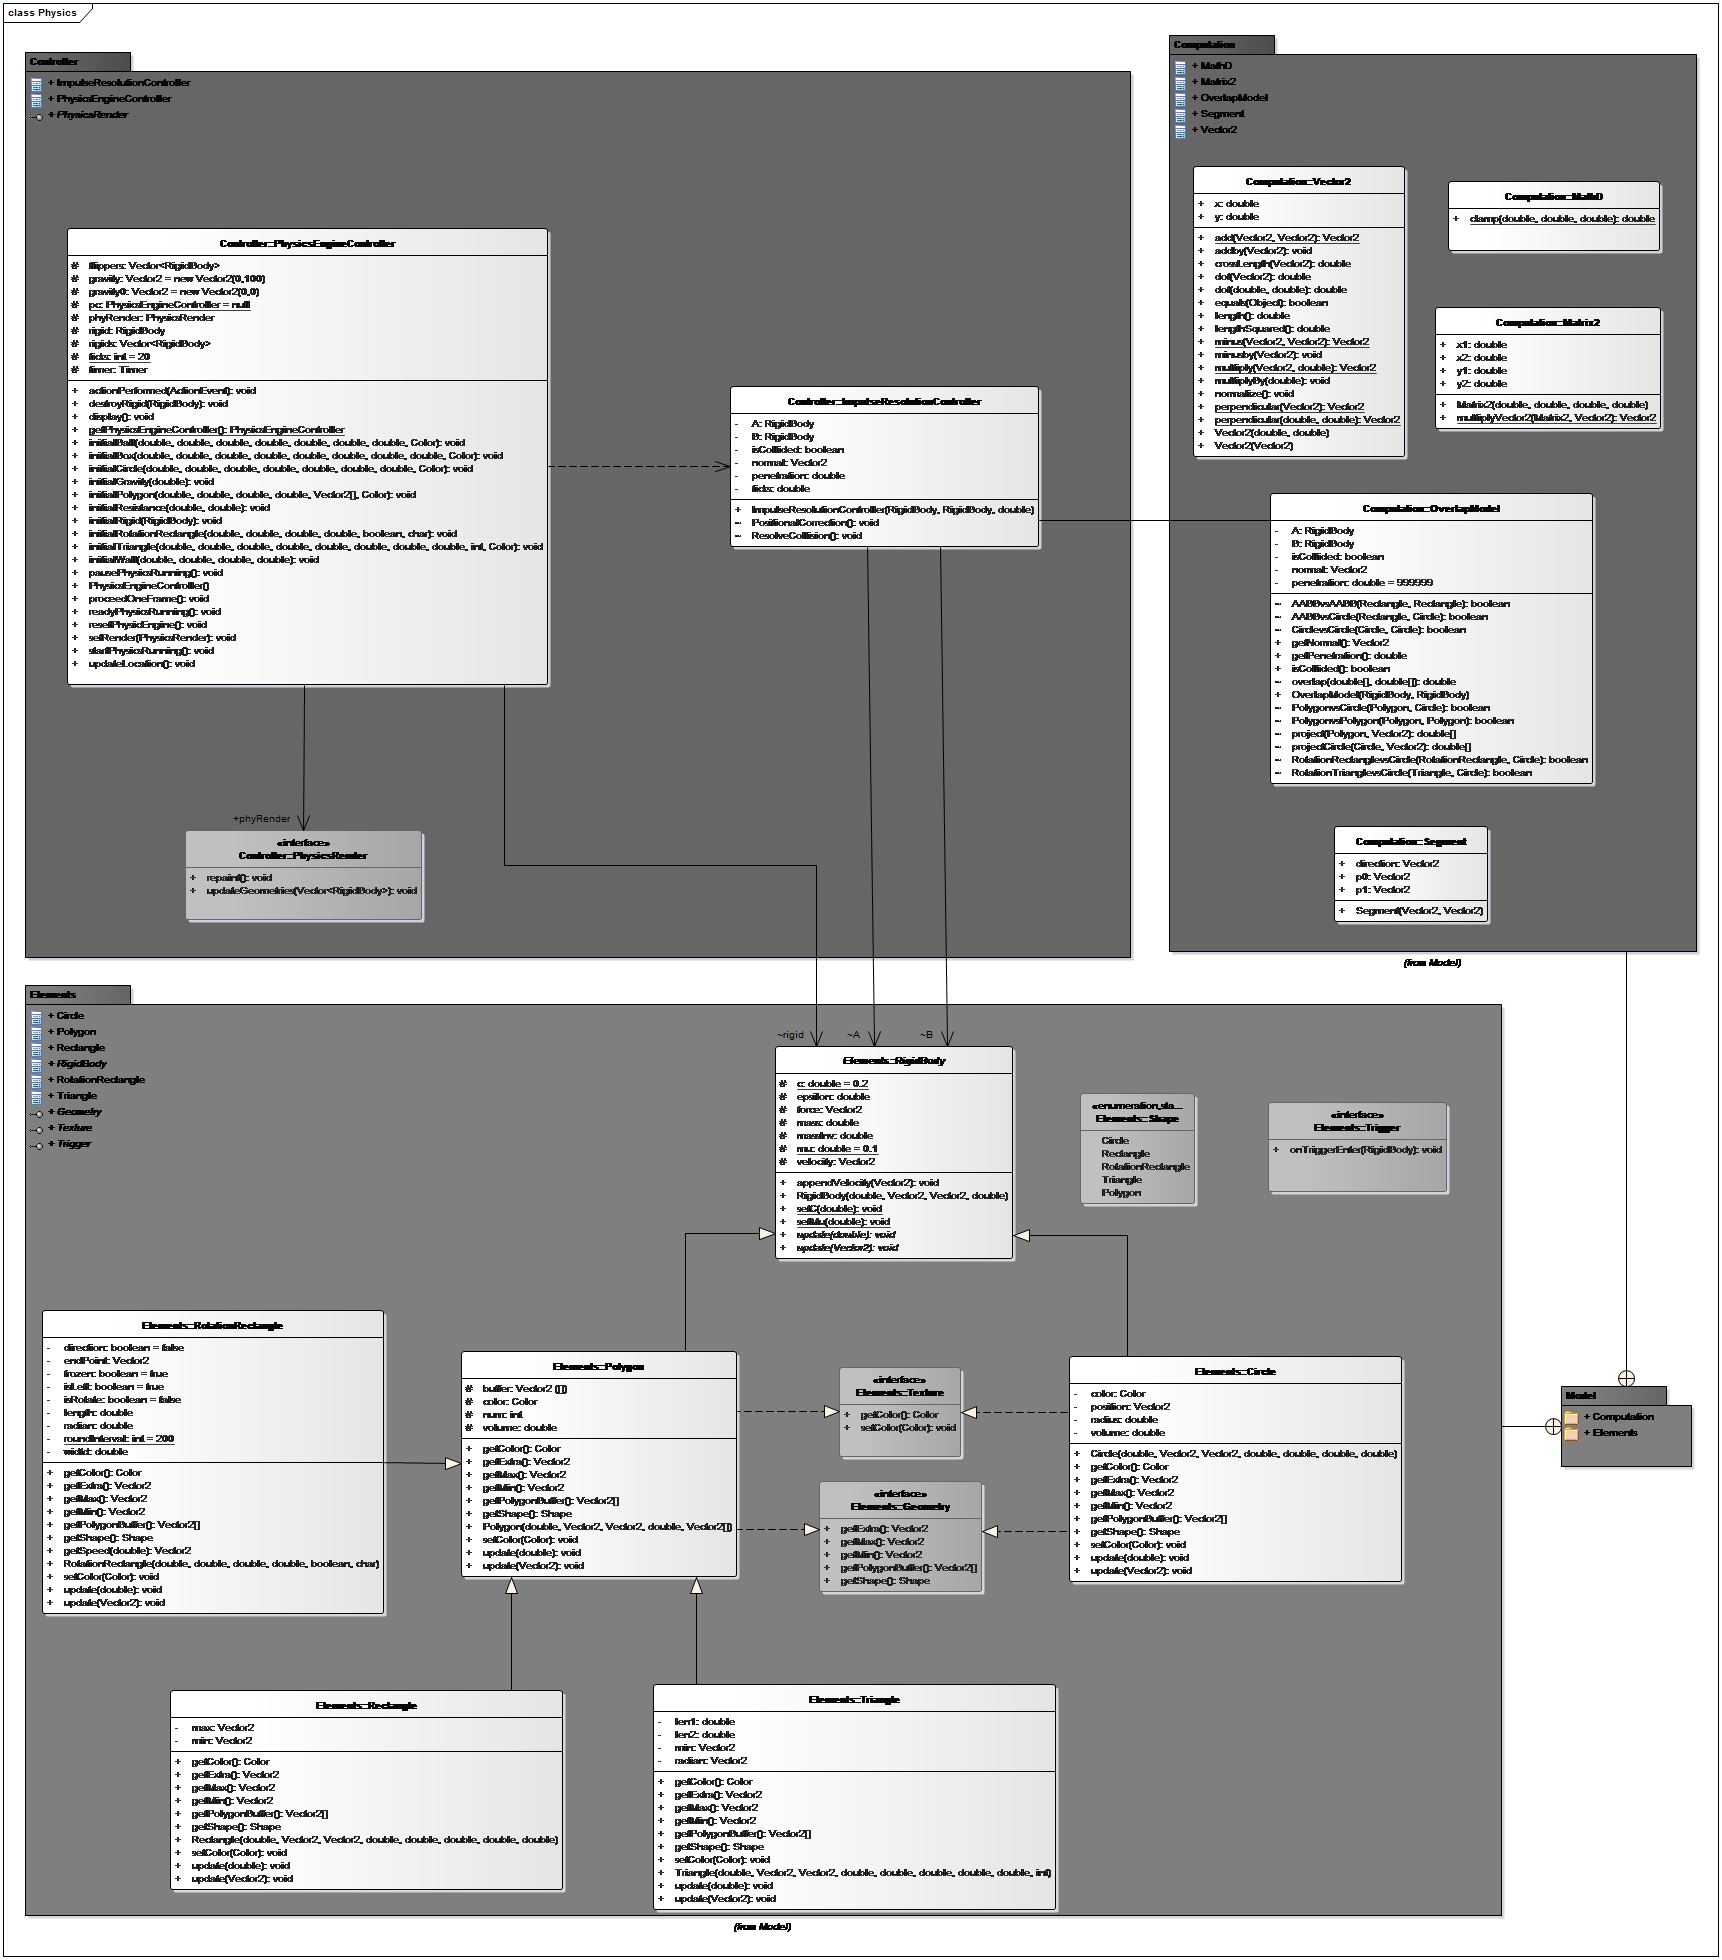 class Physics
Controller
+ ImpulseResolutionController
+ PhysicsEngineController
+ PhysicsRender
Controller::PhysicsEngineController
# flippers: Vector<RigidBody>
# gravity: Vector2 = new Vector2(0,100)
# gravity0: Vector2 = new Vector2(0,0)
# pc: PhysicsEngineController = null
# phyRender: PhysicsRender
# rigid: RigidBody
# rigids: Vector<RigidBody>
# ticks: int = 20
# timer: Timer
+ actionPerformed(ActionEvent): void
+ destroyRigid(RigidBody): void
+ display(): void
+ getPhysicsEngineController(): PhysicsEngineController
+ initialBall(double, double, double, double, double, double, double, Color): void
+ initialBox(double, double, double, double, double, double, double, double, Color): void
+ initialCircle(double, double, double, double, double, double, double, Color): void
+ initialGravity(double): void
+ initialPolygon(double, double, double, double, Vector2[], Color): void
+ initialResistance(double, double): void
+ initialRigid(RigidBody): void
+ initialRotationRectangle(double, double, double, double, boolean, char): void
+ initialTriangle(double, double, double, double, double, double, double, double, int, Color): void
+ initialWall(double, double, double, double): void
+ pausePhysicsRunning(): void
+ PhysicsEngineController()
+ proceedOneFrame(): void
+ readyPhysicsRunning(): void
+ resetPhysidEngine(): void
+ setRender(PhysicsRender): void
+ startPhysicsRunning(): void
+ updateLocation(): void
Controller::ImpulseResolutionController
- A: RigidBody
- B: RigidBody
- isCollided: boolean
- normal: Vector2
- penetration: double
- ticks: double
+ ImpulseResolutionController(RigidBody, RigidBody, double)
~ PositionalCorrection(): void
~ ResolveCollision(): void
+phyRender
«interface»
Controller::PhysicsRender
+ repaint(): void
+ updateGeometries(Vector<RigidBody>): void
Computation
+ MathD
+ Matrix2
+ OverlapModel
+ Segment
+ Vector2
Computation::Vector2
+ x: double
+ y: double
+ add(Vector2, Vector2): Vector2
+ addby(Vector2): void
+ crossLength(Vector2): double
+ dot(Vector2): double
+ dot(double, double): double
+ equals(Object): boolean
+ length(): double
+ lengthSquared(): double
+ minus(Vector2, Vector2): Vector2
+ minusby(Vector2): void
+ multiply(Vector2, double): Vector2
+ multiplyBy(double): void
+ normalize(): void
+ perpendicular(Vector2): Vector2
+ perpendicular(double, double): Vector2
+ Vector2(double, double)
+ Vector2(Vector2)
Computation::MathD
+ clamp(double, double, double): double
Computation::Matrix2
+ x1: double
+ x2: double
+ y1: double
+ y2: double
+ Matrix2(double, double, double, double)
+ multiplyVector2(Matrix2, Vector2): Vector2
Computation::OverlapModel
- A: RigidBody
- B: RigidBody
- isCollided: boolean
- normal: Vector2
- penetration: double = 999999
~ AABBvsAABB(Rectangle, Rectangle): boolean
~ AABBvsCircle(Rectangle, Circle): boolean
~ CirclevsCircle(Circle, Circle): boolean
+ getNormal(): Vector2
+ getPenetration(): double
+ isCollided(): boolean
~ overlap(double[], double[]): double
+ OverlapModel(RigidBody, RigidBody)
~ PolygonvsCircle(Polygon, Circle): boolean
~ PolygonvsPolygon(Polygon, Polygon): boolean
~ project(Polygon, Vector2): double[]
~ projectCircle(Circle, Vector2): double[]
~ RotationRectanglevsCircle(RotationRectangle, Circle): boolean
~ RotationTrianglevsCircle(Triangle, Circle): boolean
Computation::Segment
+ direction: Vector2
+ p0: Vector2
+ p1: Vector2
+ Segment(Vector2, Vector2)
(from Model)
Elements
+ Circle
+ Polygon
+ Rectangle
+ RigidBody
+ RotationRectangle
+ Triangle
+ Geometry
+ Texture
+ Trigger
~rigid
~A
~B
Elements::RigidBody
# c: double = 0.2
# epsilon: double
# force: Vector2
# mass: double
# massInv: double
# mu: double = 0.1
# velocity: Vector2
+ appendVelocity(Vector2): void
+ RigidBody(double, Vector2, Vector2, double)
+ setC(double): void
+ setMu(double): void
+ update(double): void
+ update(Vector2): void
«enumeration,sta...
Elements::Shape
Circle
Rectangle
RotationRectangle
Triangle
Polygon
«interface»
Elements::Trigger
+ onTriggerEnter(RigidBody): void
Elements::RotationRectangle
- direction: boolean = false
- endPoint: Vector2
- frozen: boolean = true
- isLeft: boolean = true
- isRotate: boolean = false
- length: double
- radian: double
- roundInterval: int = 200
- widtd: double
+ getColor(): Color
+ getExtra(): Vector2
+ getMax(): Vector2
+ getMin(): Vector2
+ getPolygonBuffer(): Vector2[]
+ getShape(): Shape
+ getSpeed(double): Vector2
+ RotationRectangle(double, double, double, double, boolean, char)
+ setColor(Color): void
+ update(double): void
+ update(Vector2): void
Elements::Polygon
# buffer: Vector2 ([])
# color: Color
# num: int
# volume: double
+ getColor(): Color
+ getExtra(): Vector2
+ getMax(): Vector2
+ getMin(): Vector2
+ getPolygonBuffer(): Vector2[]
+ getShape(): Shape
+ Polygon(double, Vector2, Vector2, double, Vector2[])
+ setColor(Color): void
+ update(double): void
+ update(Vector2): void
«interface»
Elements::Texture
+ getColor(): Color
+ setColor(Color): void
«interface»
Elements::Geometry
+ getExtra(): Vector2
+ getMax(): Vector2
+ getMin(): Vector2
+ getPolygonBuffer(): Vector2[]
+ getShape(): Shape
Elements::Circle
- color: Color
- position: Vector2
- radius: double
- volume: double
+ Circle(double, Vector2, Vector2, double, double, double, double)
+ getColor(): Color
+ getExtra(): Vector2
+ getMax(): Vector2
+ getMin(): Vector2
+ getPolygonBuffer(): Vector2[]
+ getShape(): Shape
+ setColor(Color): void
+ update(double): void
+ update(Vector2): void
Model
+ Computation
+ Elements
Elements::Rectangle
- max: Vector2
- min: Vector2
+ getColor(): Color
+ getExtra(): Vector2
+ getMax(): Vector2
+ getMin(): Vector2
+ getPolygonBuffer(): Vector2[]
+ getShape(): Shape
+ Rectangle(double, Vector2, Vector2, double, double, double, double, double)
+ setColor(Color): void
+ update(double): void
+ update(Vector2): void
Elements::Triangle
- len1: double
- len2: double
- min: Vector2
- radian: Vector2
+ getColor(): Color
+ getExtra(): Vector2
+ getMax(): Vector2
+ getMin(): Vector2
+ getPolygonBuffer(): Vector2[]
+ getShape(): Shape
+ setColor(Color): void
+ Triangle(double, Vector2, Vector2, double, double, double, double, double, int)
+ update(double): void
+ update(Vector2): void
(from Model)